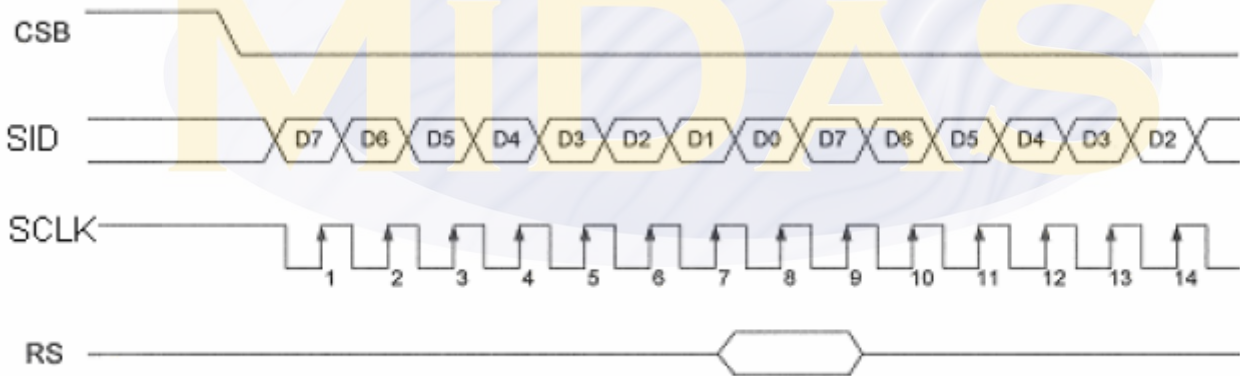 MIDAS
CSB
SID D7 D6 D5 D4 D3 D2 D1 D0 D7 D6 D5 D4 D3 D2
SCLK
1 2 3 4 5 6 7 8 9 10 11 12 13 14
RS